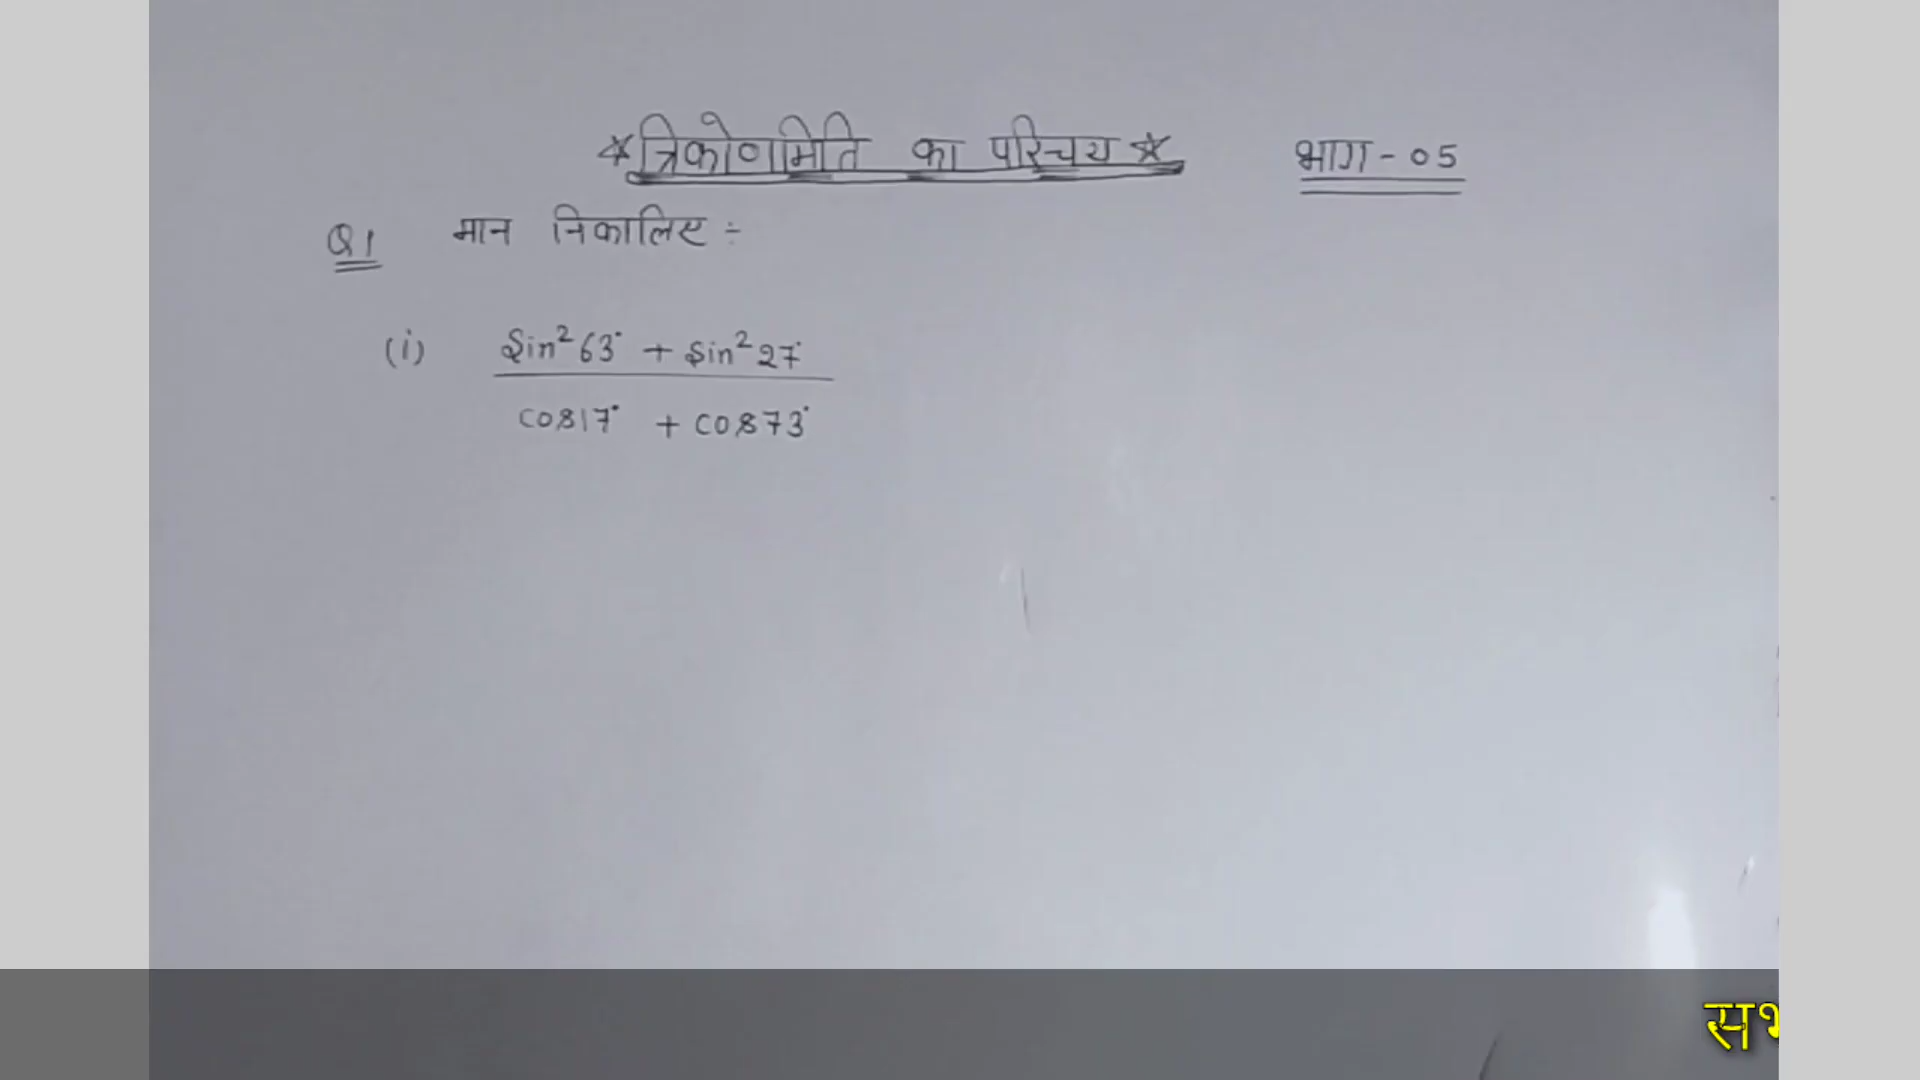 *त्रिकोणमिति का परिचय* भाग-05
Q1 मान निकालिए ÷
(i) Sin²63° + Sin²27°
cos17° + cos73°